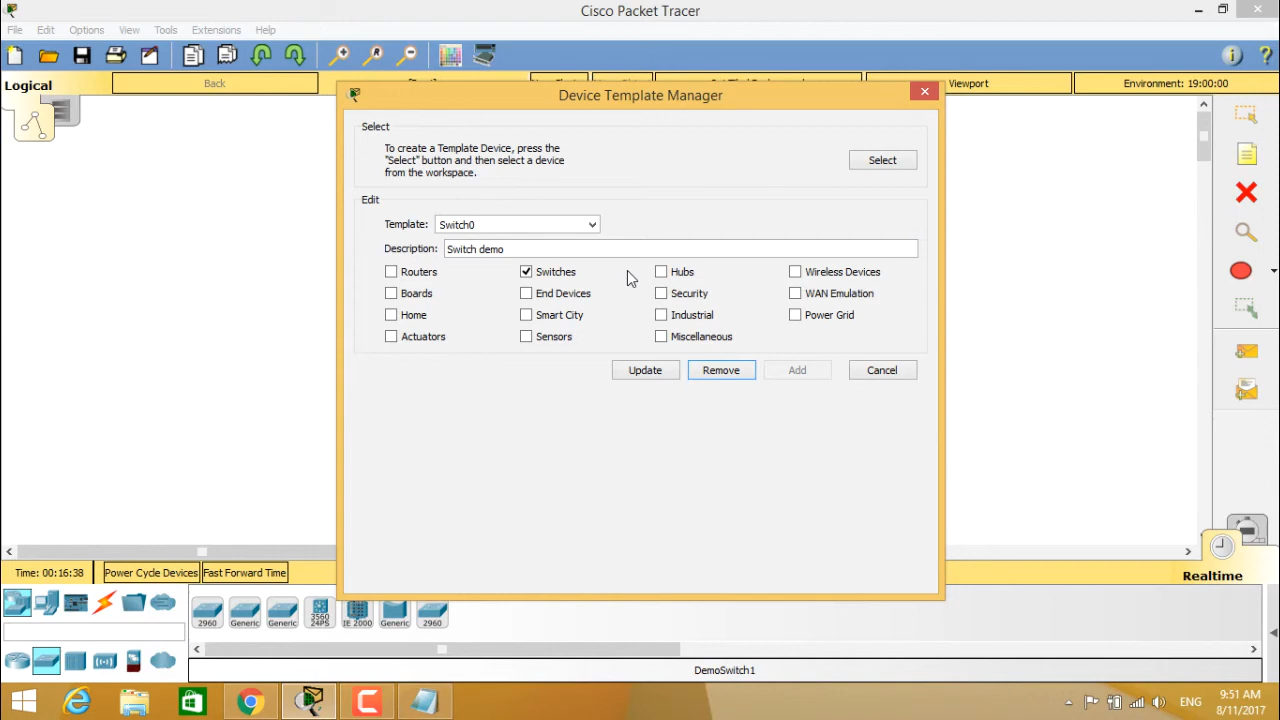 Cisco Packet Tracer
File Edit Options View Tools Extensions Help
Logical
Back
Viewport
Environment: 19:00:00
Device Template Manager
Select
To create a Template Device, press the
"Select" button and then select a device
from the workspace.
Select
Edit
Template: Switch0
Description: Switch demo
Routers Switches Hubs Wireless Devices
Boards End Devices Security WAN Emulation
Home Smart City Industrial Power Grid
Actuators Sensors Miscellaneous
Update Remove Add Cancel
Time: 00:16:38 Power Cycle Devices Fast Forward Time
Realtime
3560
2960 Generic Generic 24PS IE 2000 Generic 2960
DemoSwitch1
ENG
9:51 AM
8/11/2017